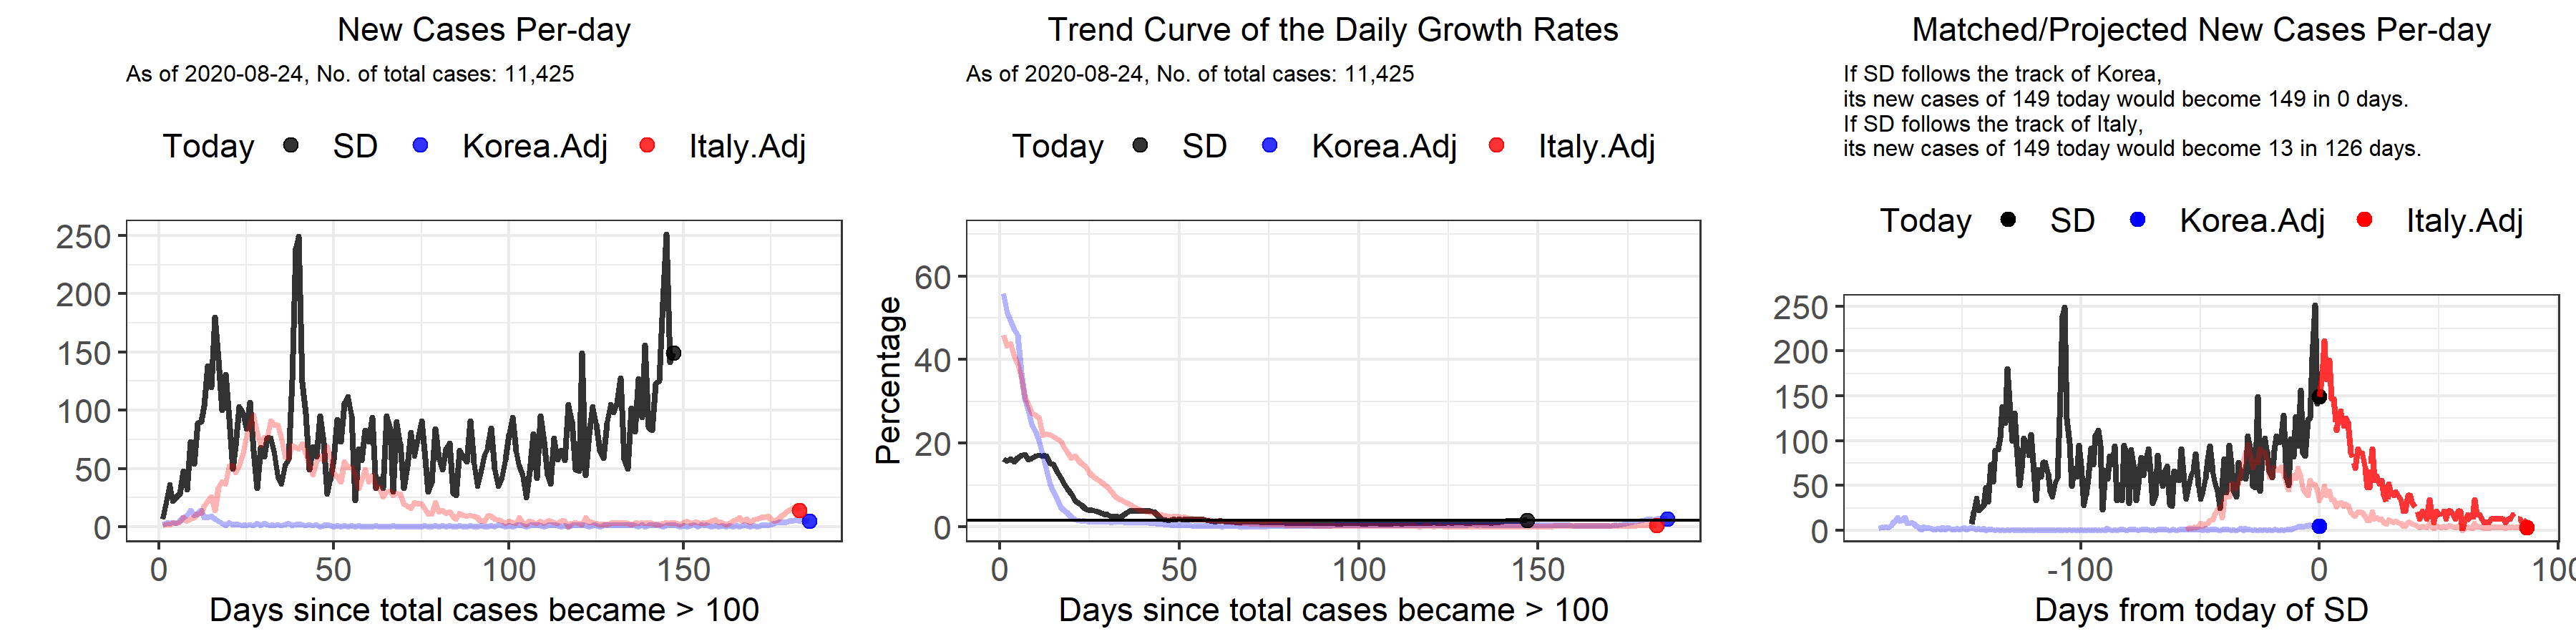 New Cases Per-day
As of 2020-08-24, No. of total cases: 11,425
Today SD Korea.Adj Italy.Adj
250
200
150
100
50
0
0 50 100 150
Days since total cases became > 100
Trend Curve of the Daily Growth Rates
As of 2020-08-24, No. of total cases: 11,425
Today SD Korea.Adj Italy.Adj
Percentage
60
40
20
0
0 50 100 150
Days since total cases became > 100
Matched/Projected New Cases Per-day
If SD follows the track of Korea,
its new cases of 149 today would become 149 in 0 days.
If SD follows the track of Italy,
its new cases of 149 today would become 13 in 126 days.
Today SD Korea.Adj Italy.Adj
250
200
150
100
50
0
-100 0 100
Days from today of SD